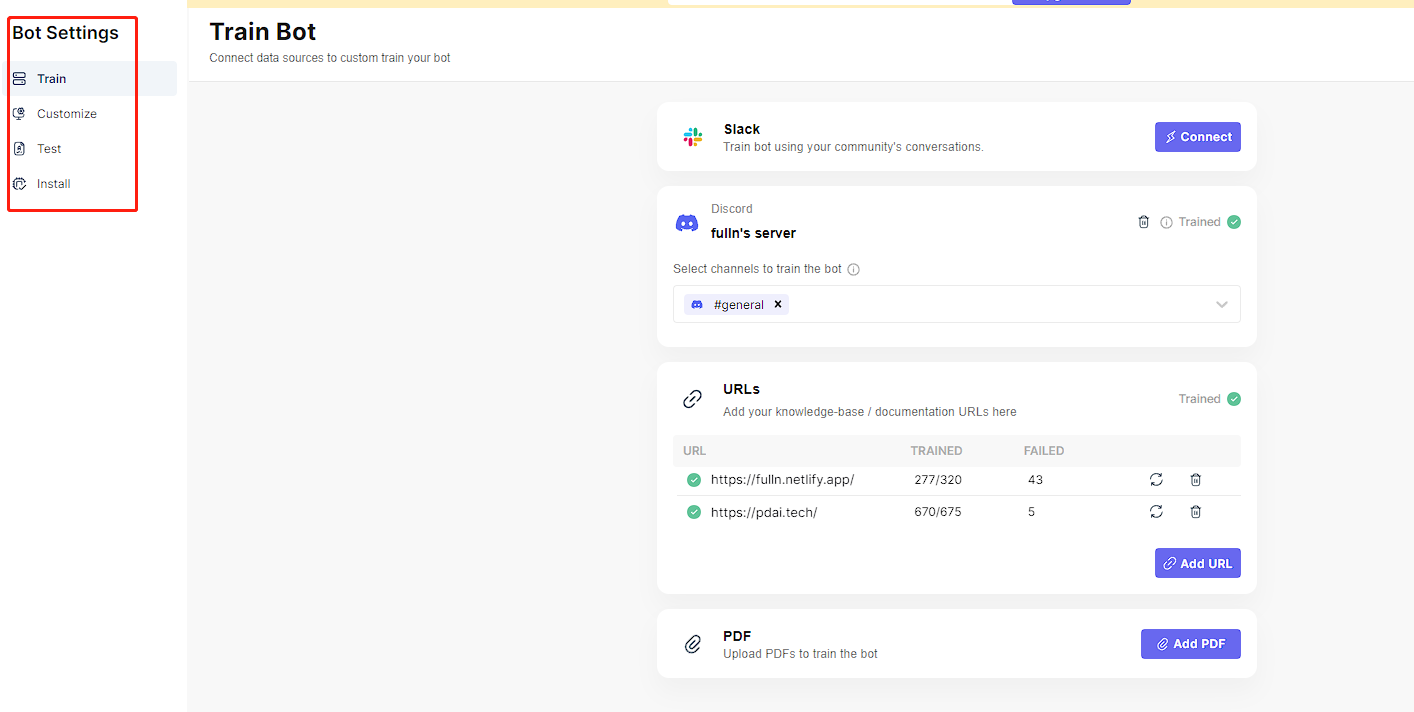 Bot Settings
Train
Customize
Test
Install
Train Bot
Connect data sources to custom train your bot
Slack
Train bot using your community's conversations.
Connect
Discord
fulln's server
Trained
Select channels to train the bot
#general
URLs
Add your knowledge-base / documentation URLs here
Trained
URL TRAINED FAILED
https://fulln.netlify.app/ 277/320 43
https://pdai.tech/ 670/675 5
Add URL
PDF
Upload PDFs to train the bot
Add PDF